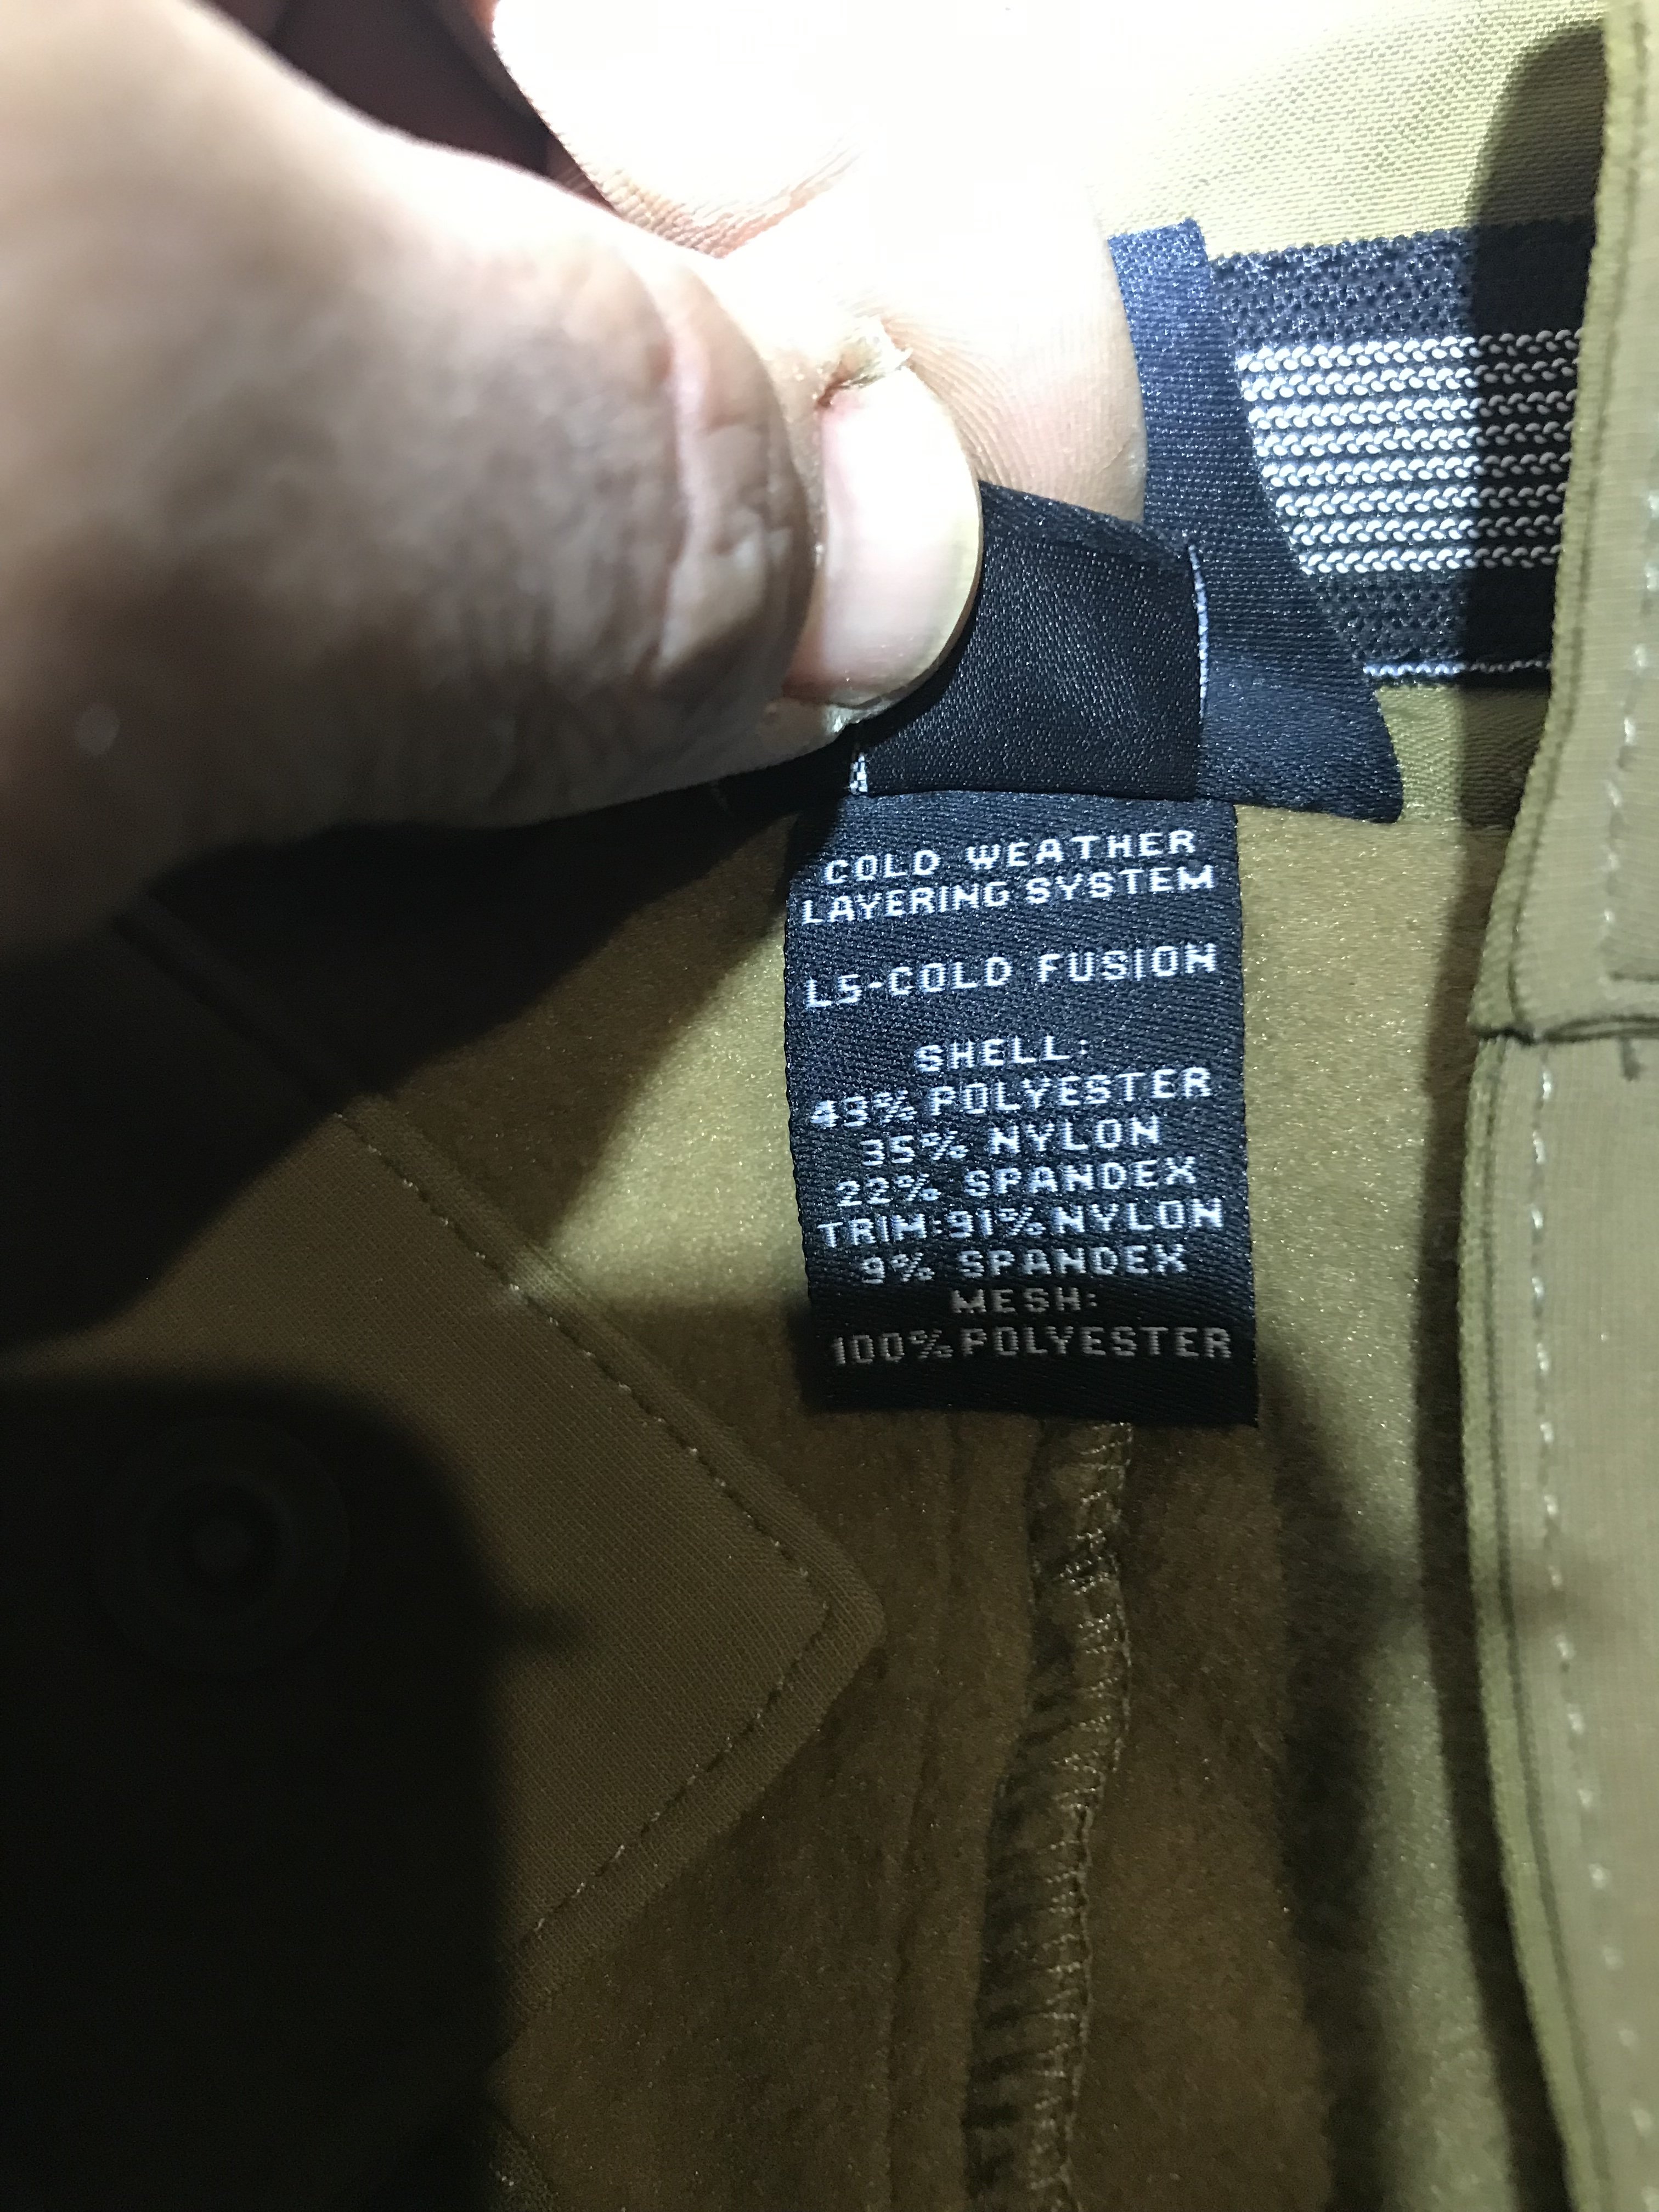 COLD WEATHER
LAYERING SYSTEM
L5-COLD FUSION
SHELL:
43% POLYESTER
35% NYLON
22% SPANDEX
TRIM:91% NYLON
9% SPANDEX
MESH:
100% POLYESTER